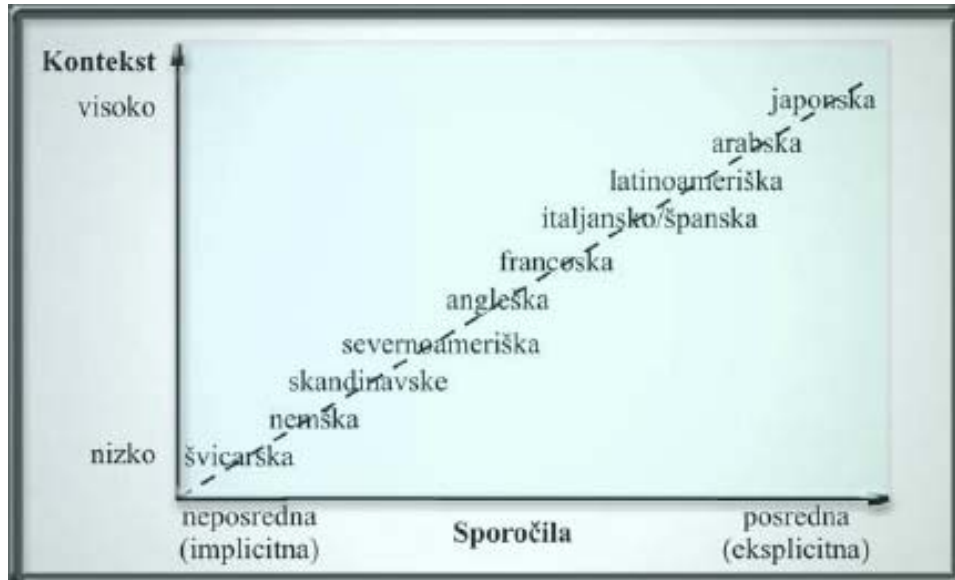 Kontekst
visoko
japonska
arabska
latinoameriška
italjansko/španska
francoska
angleška
severnoameriška
skandinavske
nemška
nizko
švicarska
neposredna
(implicitna)
Sporočila
posredna
(eksplicitna)